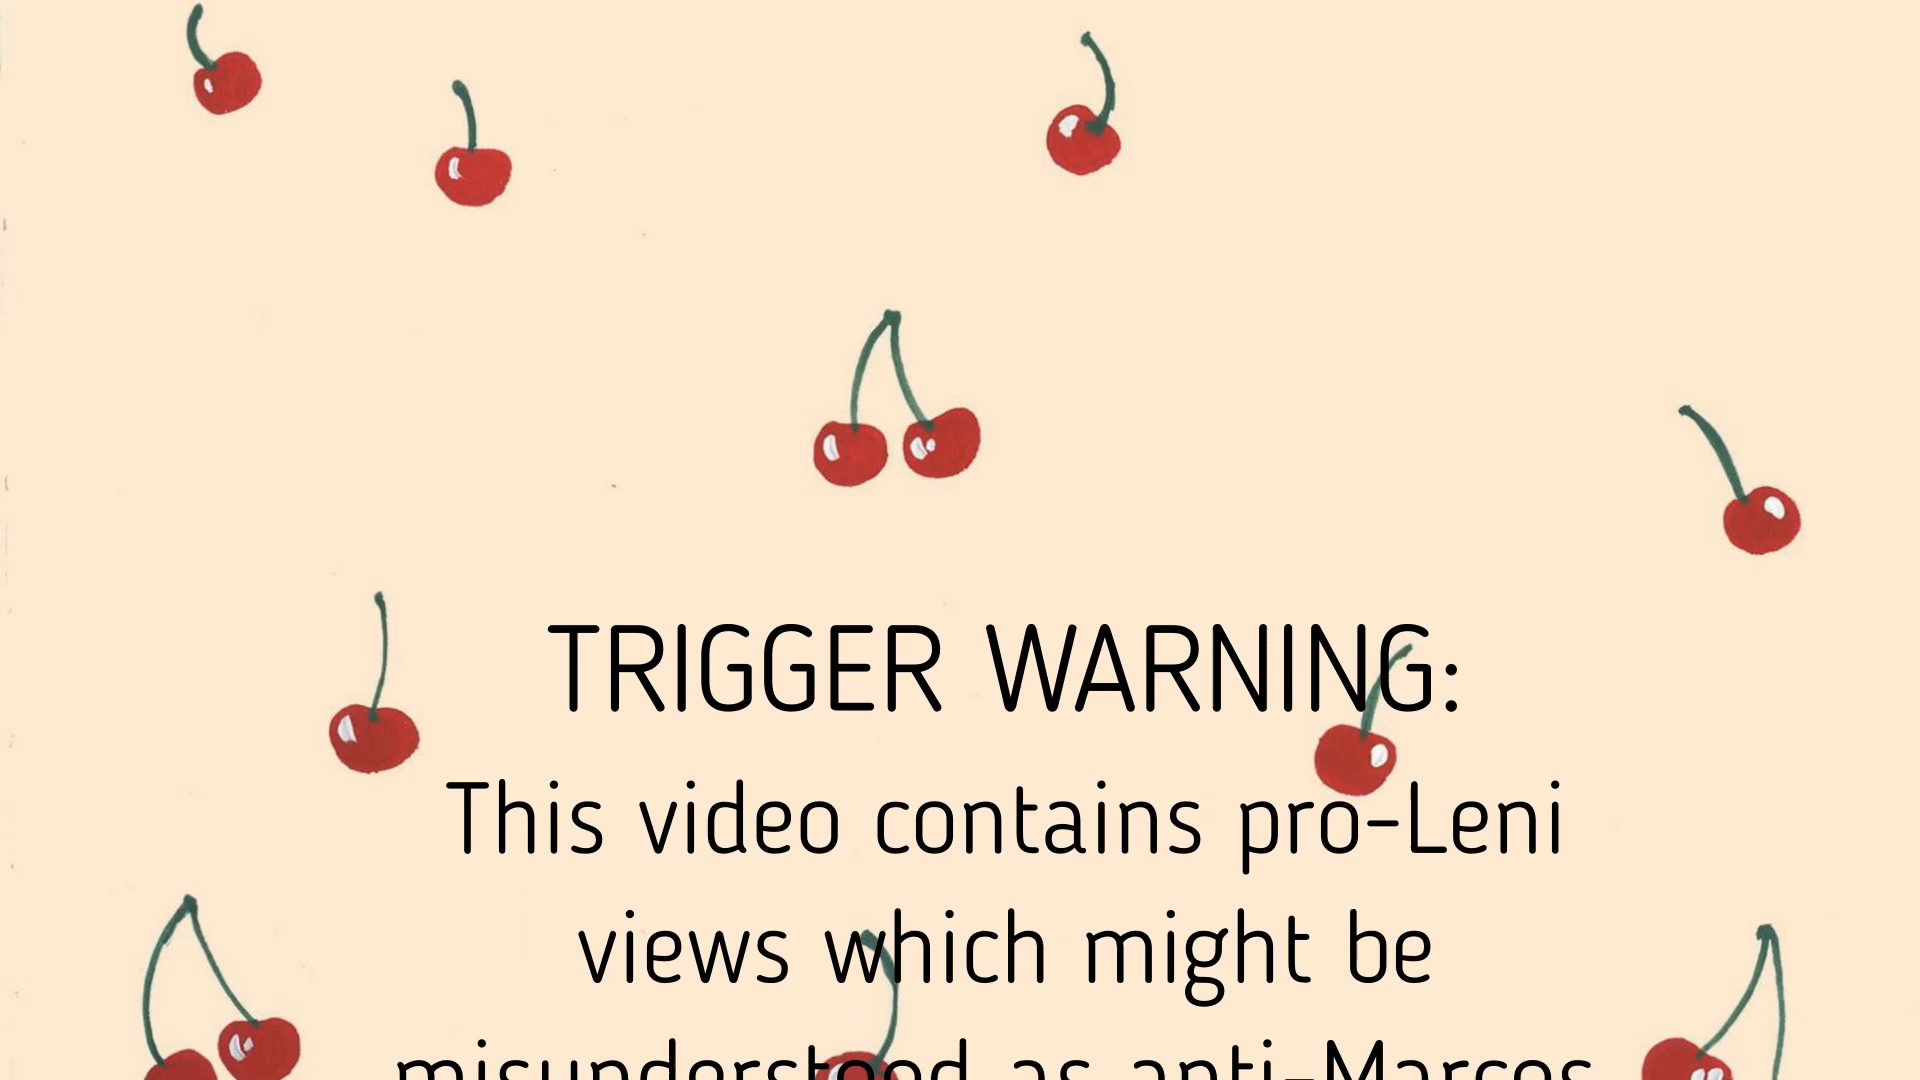 TRIGGER WARNING:
This video contains pro-Leni
views which might be
misunderstood as anti-Marcos